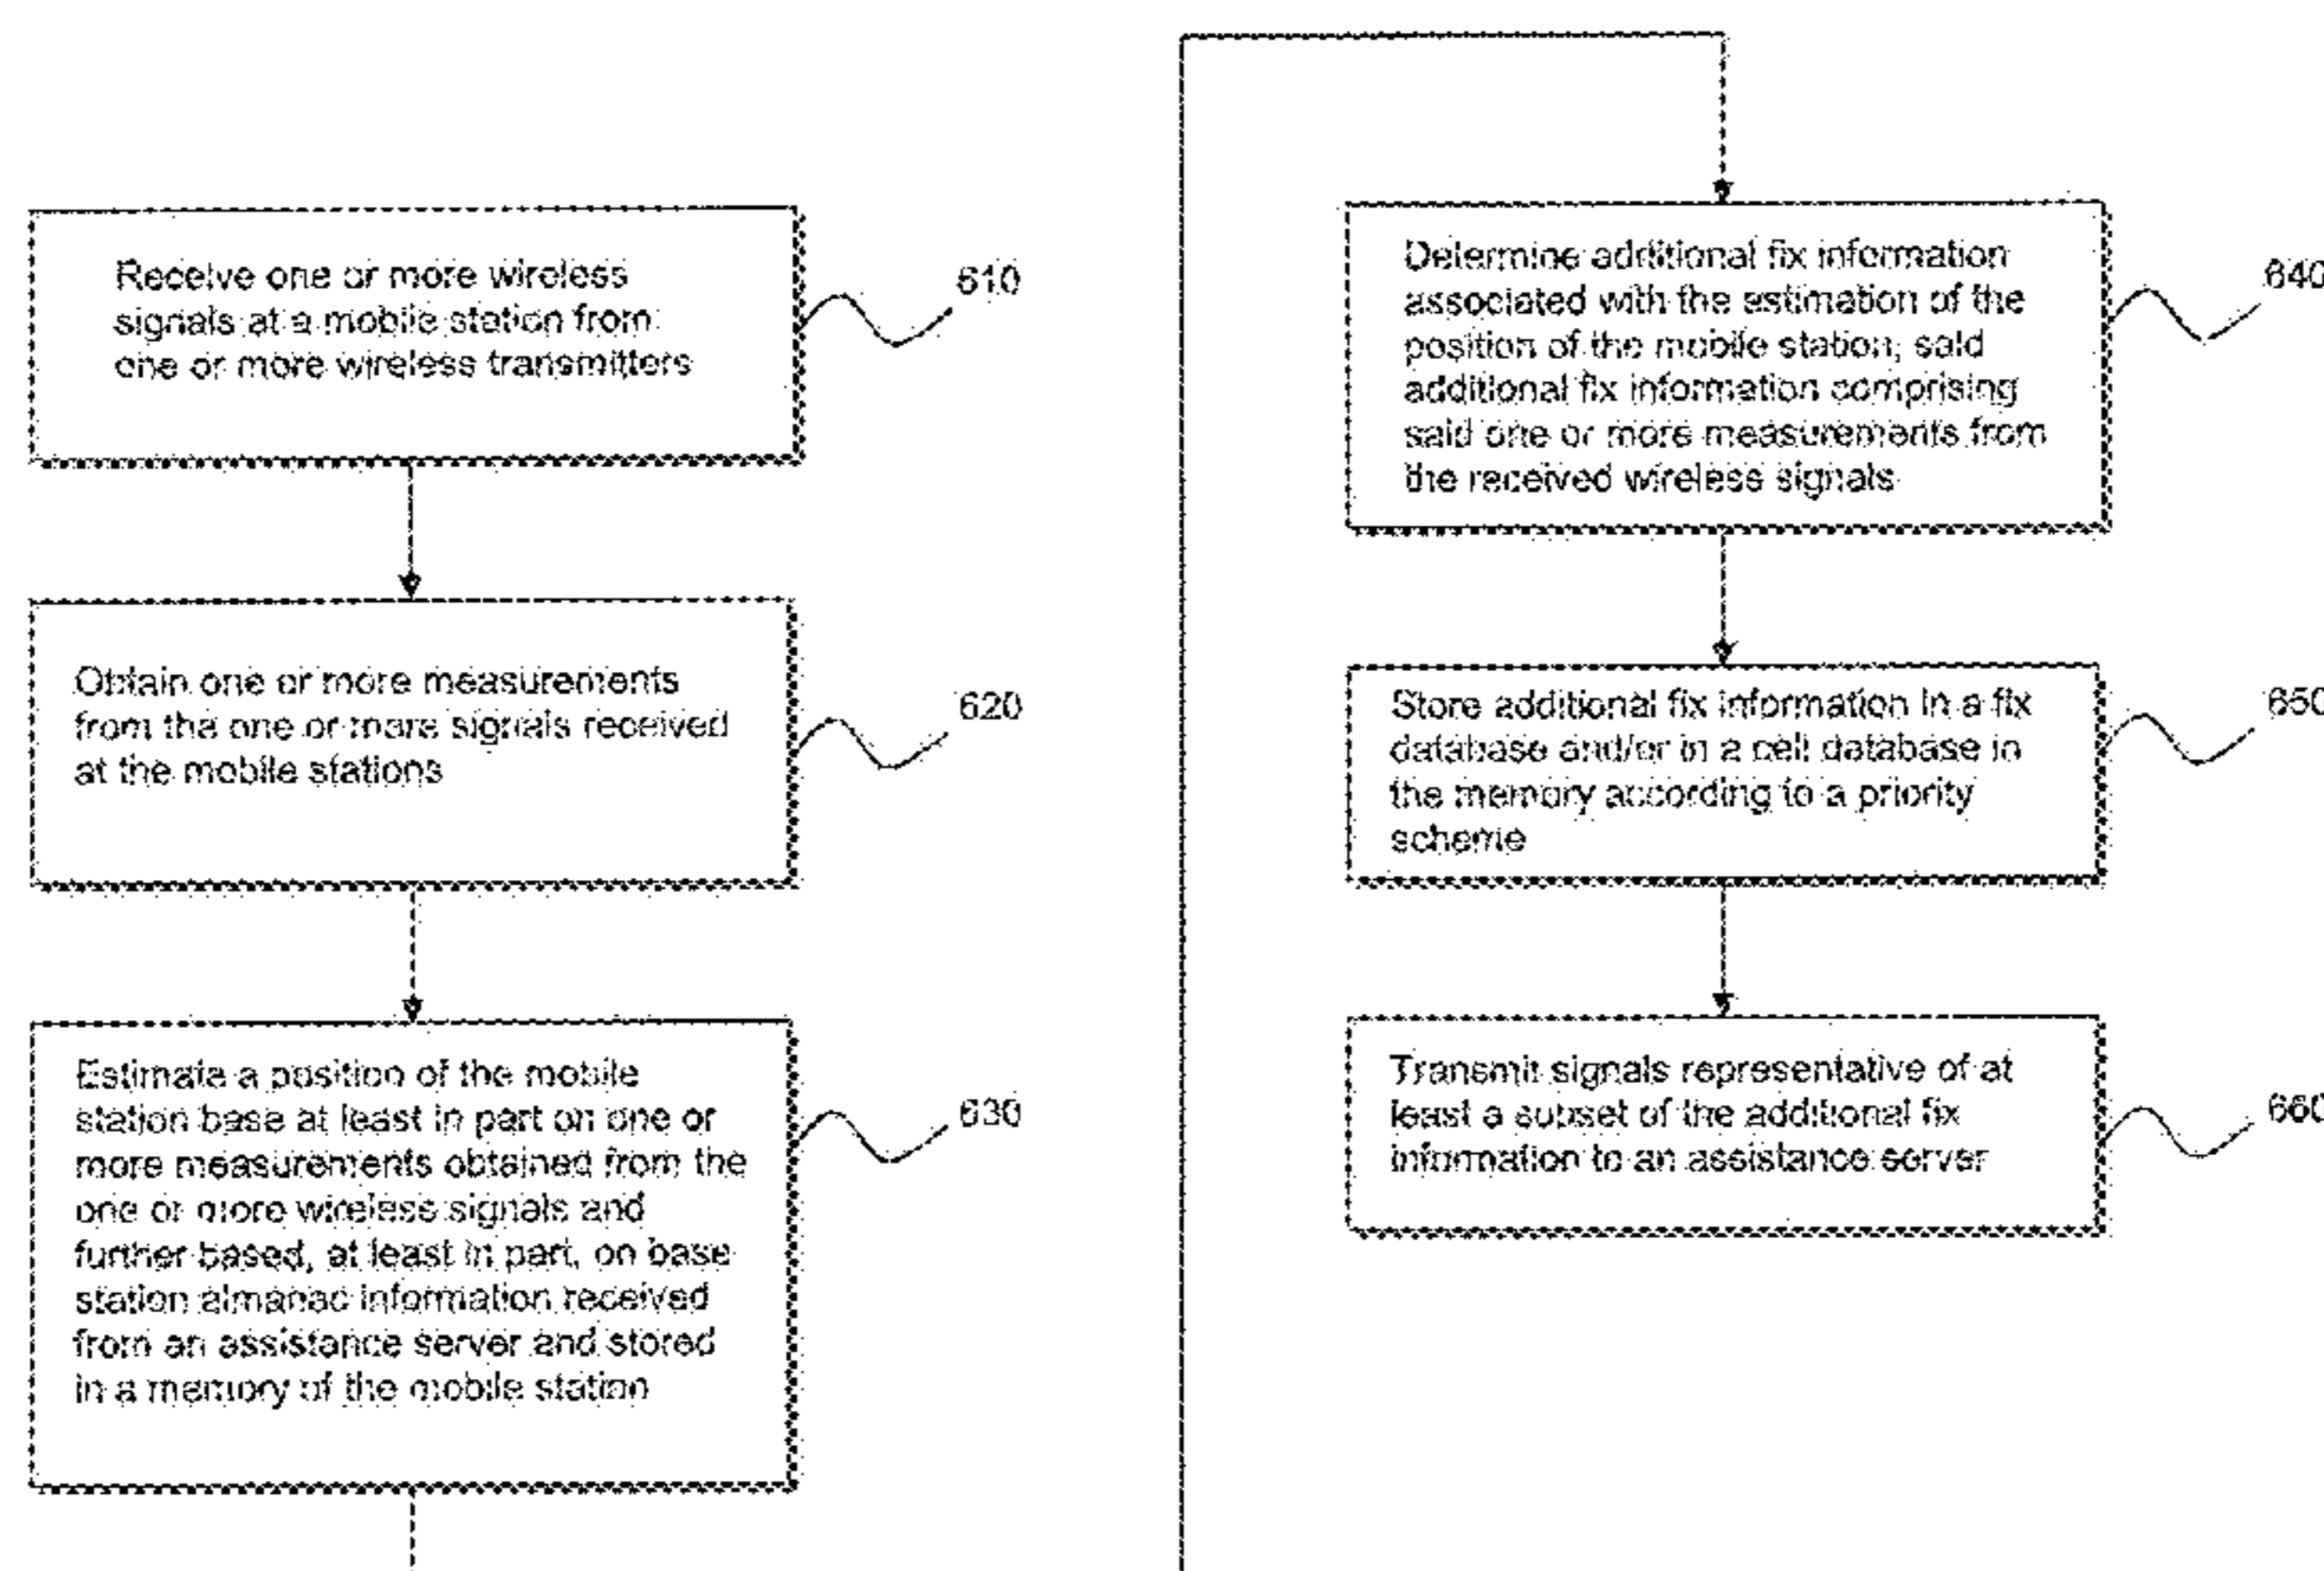 Receive one or more wireless
signals at a mobile station from
one or more wireless transmitters
610
Obtain one or more measurements
from the one or more signals received
at the mobile stations
620
Estimate a position of the mobile
station base at least in part on one or
more measurements obtained from the
one or more wireless signals and
further based, at least in part, on base
station almanac information received
from an assistance server and stored
in a memory of the mobile station
630
Determine additional fix information
associated with the estimation of the
position of the mobile station, said
additional fix information comprising
said one or more measurements from
the received wireless signals
640
Store additional fix information in a fix
database and/or in a cell database in
the memory according to a priority
scheme
650
Transmit signals representative of at
least a subset of the additional fix
information to an assistance server
660